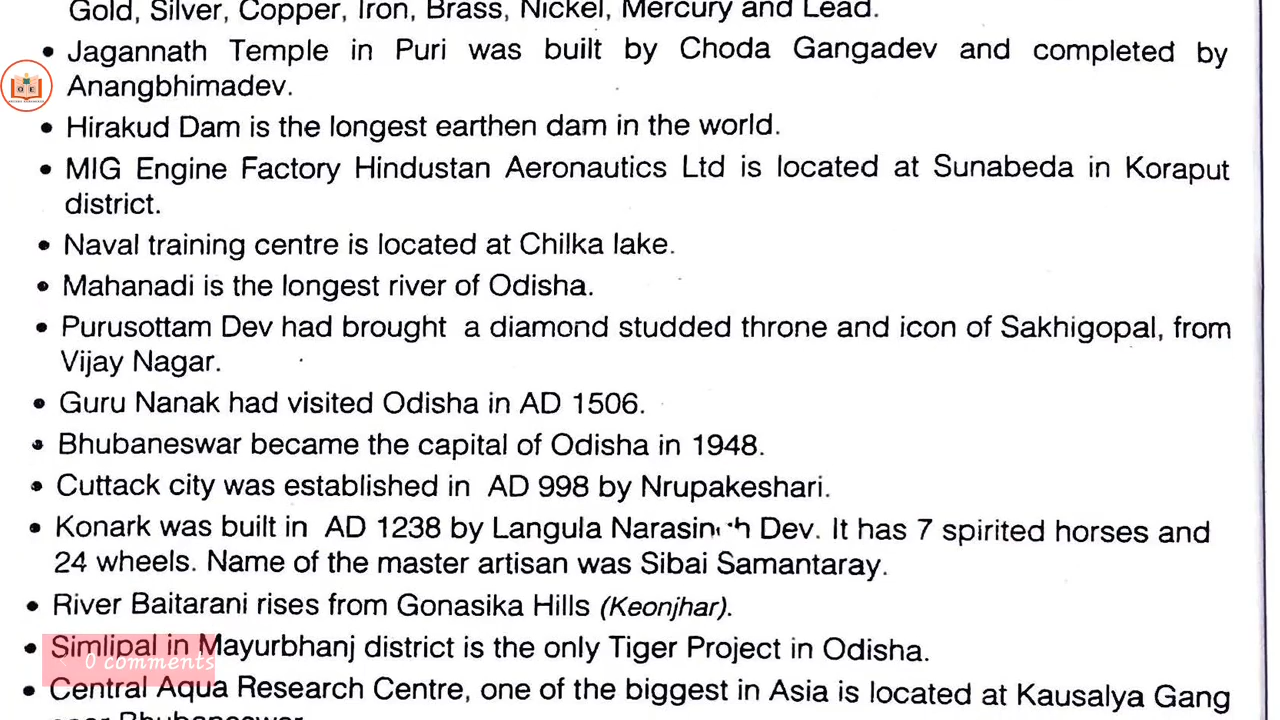 Gold, Silver, Copper, Iron, Brass, Nickel, Mercury and Lead.
• Jagannath Temple in Puri was built by Choda Gangadev and completed by
Anangbhimadev.
• Hirakud Dam is the longest earthen dam in the world.
• MIG Engine Factory Hindustan Aeronautics Ltd is located at Sunabeda in Koraput
district.
• Naval training centre is located at Chilka lake.
• Mahanadi is the longest river of Odisha.
• Purusottam Dev had brought a diamond studded throne and icon of Sakhigopal, from
Vijay Nagar.
• Guru Nanak had visited Odisha in AD 1506.
• Bhubaneswar became the capital of Odisha in 1948.
• Cuttack city was established in AD 998 by Nrupakeshari.
• Konark was built in AD 1238 by Langula Dev. It has 7 spirited horses and
24 wheels. Name of the master artisan was Sibai Samantaray.
• River Baitarani rises from Gonasika Hills (Keonjhar).
• Simlipal in Mayurbhanj district is the only Tiger Project in Odisha.
0 comments
• Central Aqua Research Centre, one of the biggest in Asia is located at Kausalya Gang